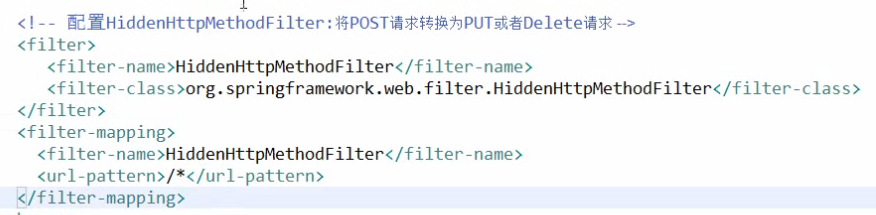 <!-- 配置HiddenHttpMethodFilter:将POST请求转换为PUT或者Delete请求-->
<filter>
<filter-name>HiddenHttpMethodFilter</filter-name>
<filter-class>org.springframework.web.filter.HiddenHttpMethodFilter</filter-class>
</filter>
<filter-mapping>
<filter-name>HiddenHttpMethodFilter</filter-name>
<url-pattern>/*</url-pattern>
</filter-mapping>